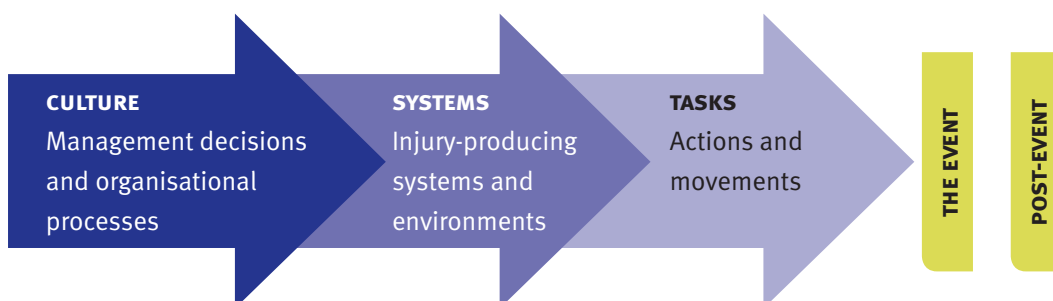 CULTURE
Management decisions
and organisational
processes
SYSTEMS
Injury-producing
systems and
environments
TASKS
Actions and
movements
THE EVENT
POST-EVENT